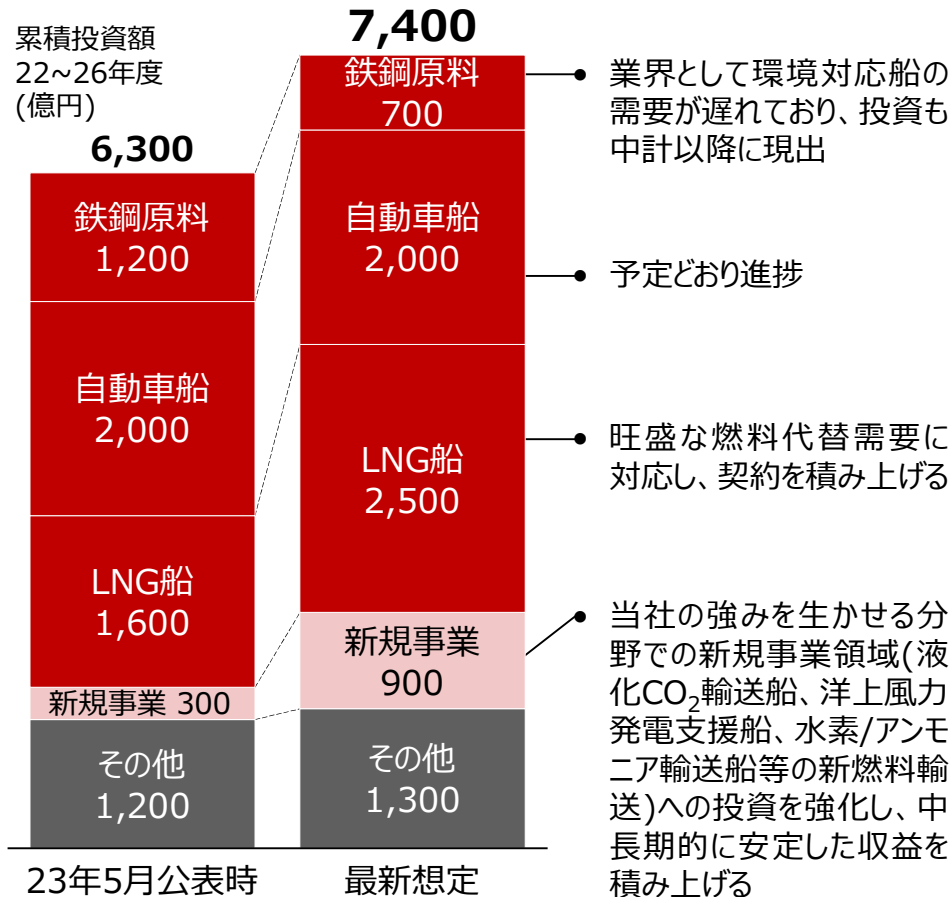 累積投資額
22~26年度
(億円)
6,300
鉄鋼原料
1,200
自動車船
2,000
LNG船
1,600
新規事業 300
その他
1,200
23年5月公表時
7,400
鉄鋼原料
700
自動車船
2,000
LNG船
2,500
新規事業
900
その他
1,300
最新想定
業界として環境対応船の
需要が遅れており、投資も
中計以降に現出
予定どおり進捗
旺盛な燃料代替需要に
対応し、契約を積み上げる
当社の強みを生かせる分
野での新規事業領域(液
化CO₂輸送船、洋上風力
発電支援船、水素/アンモ
ニア輸送船等の新燃料輸
送)への投資を強化し、中
長期的に安定した収益を
積み上げる